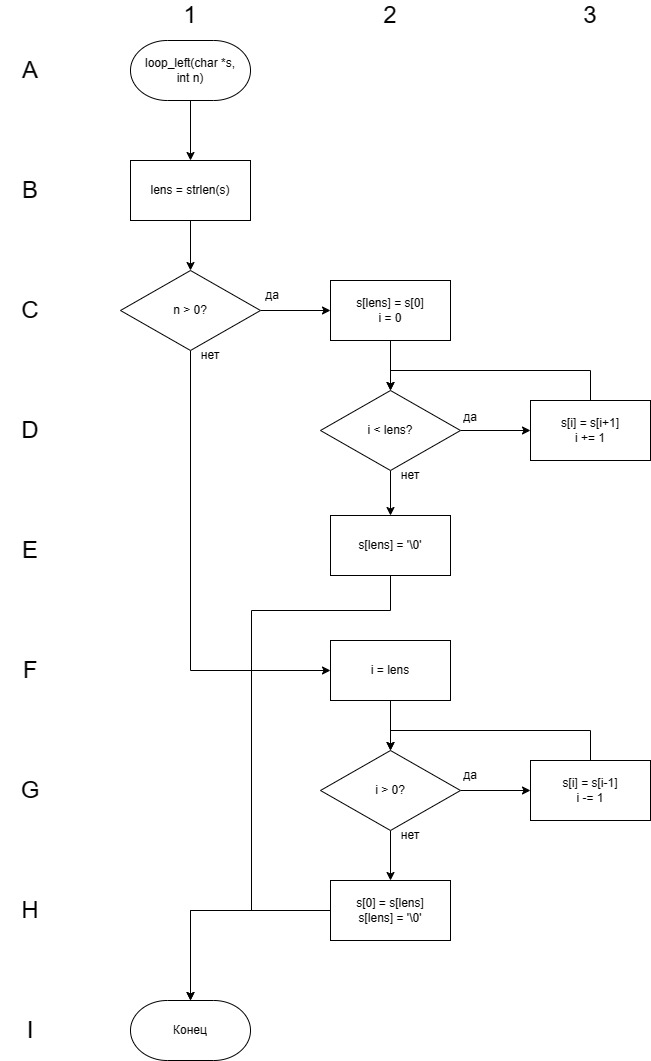 1
2
3
A
loop_left(char *s,
int n)
B
lens = strlen(s)
C
n > 0?
да
нет
s[lens] = s[0]
i = 0
D
i < lens?
да
нет
s[i] = s[i+1]
i += 1
E
s[lens] = '\0'
F
i = lens
G
i > 0?
да
нет
s[i] = s[i-1]
i -= 1
H
s[0] = s[lens]
s[lens] = '\0'
I
Конец